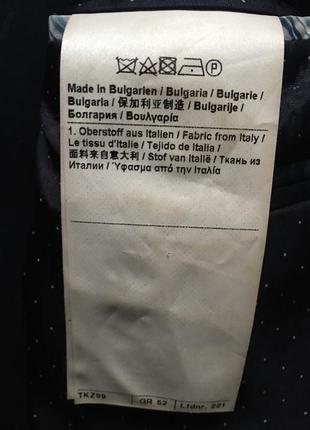 Made in Bulgarien / Bulgaria / Bulgarie /
Bulgaria / 保加利亚制造 / Bulgarije /
Болгария / Βουλγαρία
1. Oberstoff aus Italien / Fabric from Italy /
Le tissu d'Italie / Tejido de Italia /
面料来自意大利 / Stof van Italië / Ткань из
Италии / Ύφασμα από την Ιταλία
TKZ99 GR 52 Lfdnr. 221